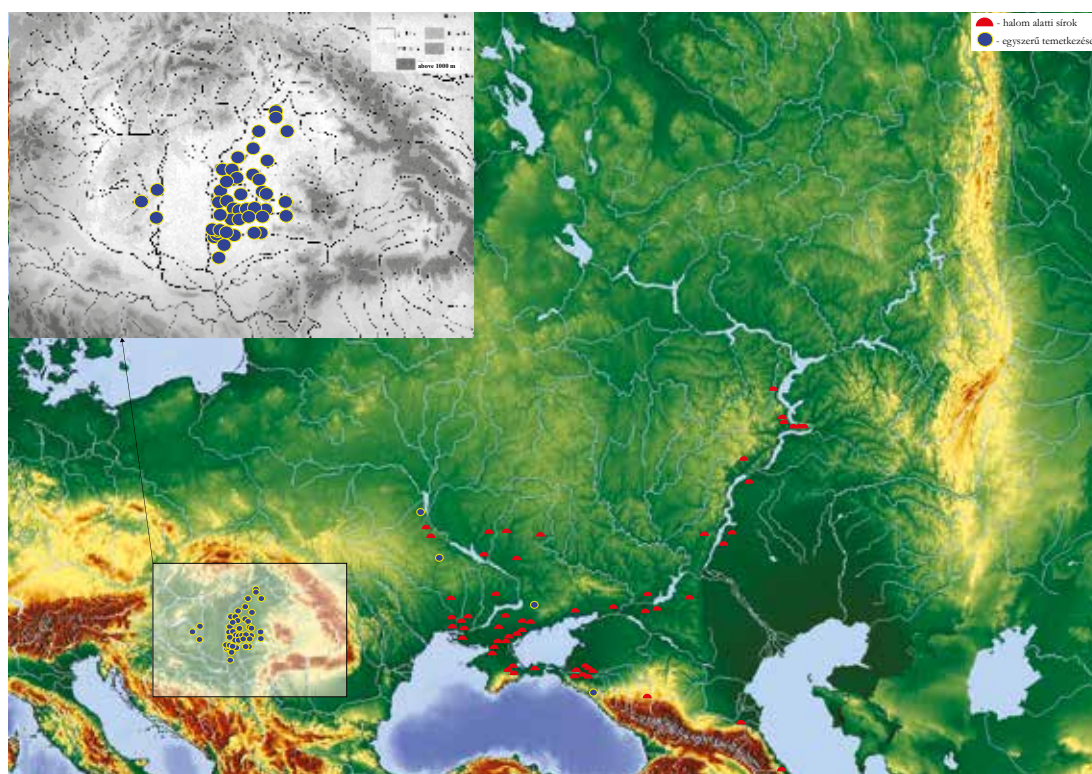 above 1000 m
- halom alatti sírok
- egyszerű temetkezése